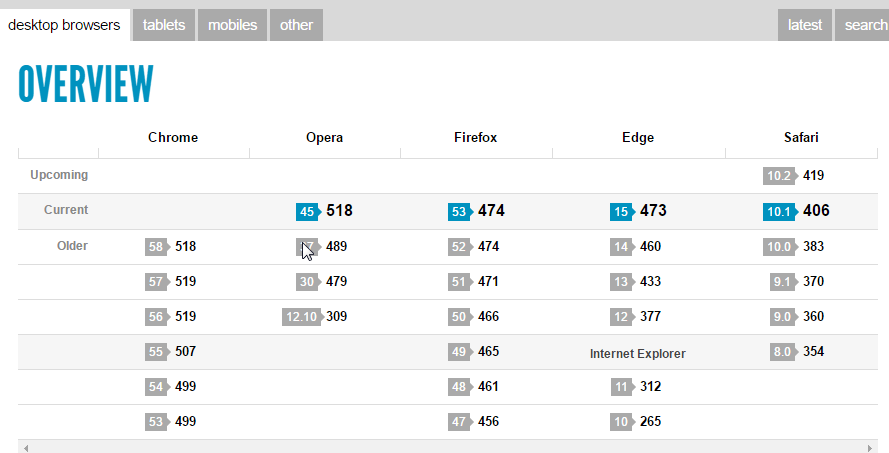 desktop browsers tablets mobiles other latest search
OVERVIEW
Chrome Opera Firefox Edge Safari
Upcoming 10.2 419
Current 45 518 53 474 15 473 10.1 406
Older 58 518 489 52 474 14 460 10.0 383
57 519 30 479 51 471 13 433 9.1 370
56 519 12.10 309 50 466 12 377 9.0 360
55 507 49 465 Internet Explorer 8.0 354
54 499 48 461 11 312
53 499 47 456 10 265